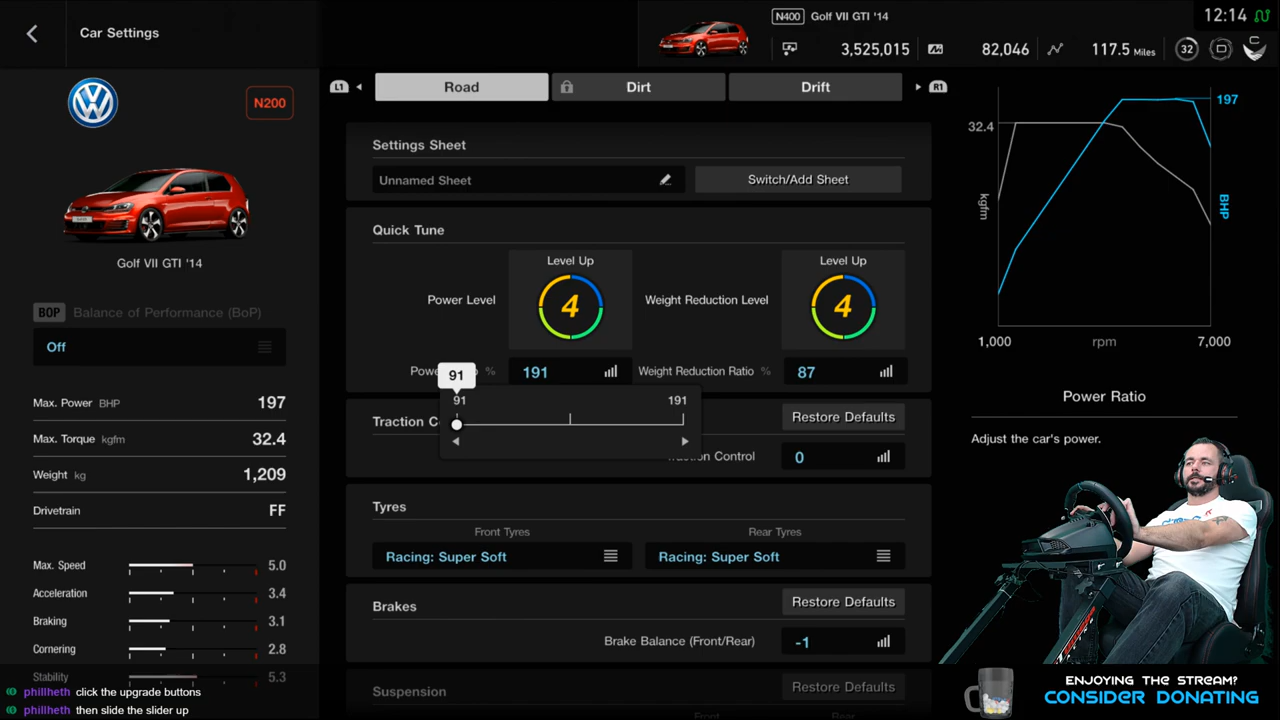 Car Settings
N400 Golf VII GTI '14
3,525,015
82,046
117.5 Miles
32
12:14
C
N200
Golf VII GTI '14
BOP Balance of Performance (BoP)
Off
Max. Power BHP 197
Max. Torque kgfm 32.4
Weight kg 1,209
Drivetrain FF
Max. Speed 5.0
Acceleration 3.4
Braking 3.1
Cornering 2.8
Stability 5.3
phillheth click the upgrade buttons
phillheth then slide the slider up
L1 Road Dirt Drift R1
Settings Sheet
Unnamed Sheet Switch/Add Sheet
Quick Tune
Level Up Level Up
Power Level 4 Weight Reduction Level 4
% 191 Weight Reduction Ratio % 87
91
91 191
Restore Defaults
Traction Control 0
Tyres
Front Tyres Rear Tyres
Racing: Super Soft Racing: Super Soft
Brakes Restore Defaults
Brake Balance (Front/Rear) -1
Suspension Restore Defaults
197
32.4
kgfm
BHP
1,000 rpm 7,000
Power Ratio
Adjust the car's power.
ENJOYING THE STREAM?
CONSIDER DONATING